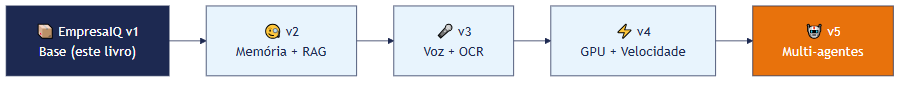 EmpresaIQ v1
Base (este livro)
v2
Memória + RAG
v3
Voz + OCR
v4
GPU + Velocidade
v5
Multi-agentes